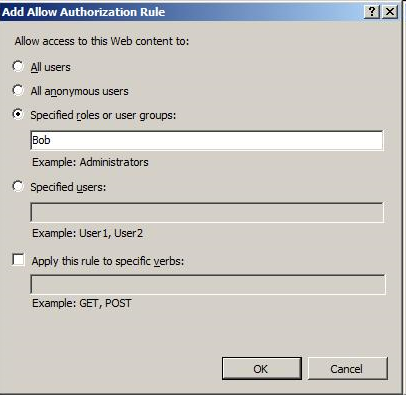 Add Allow Authorization Rule
Allow access to this Web content to:
All users
All anonymous users
Specified roles or user groups:
Bob
Example: Administrators
Specified users:
Example: User1, User2
Apply this rule to specific verbs:
Example: GET, POST
OK Cancel